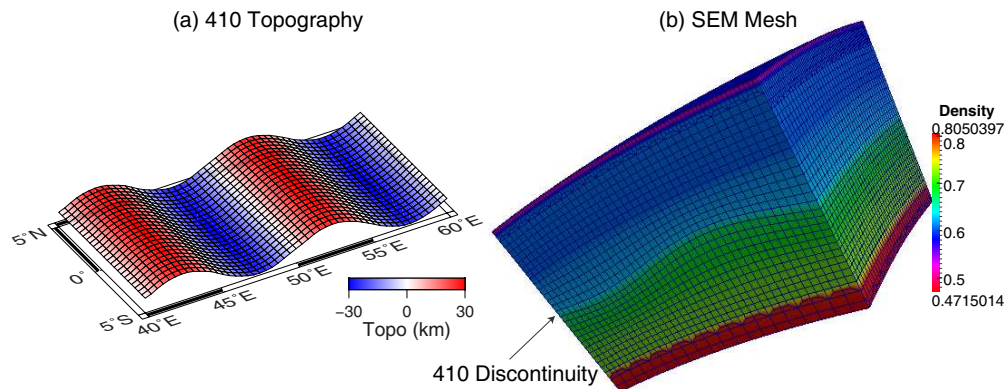 (a) 410 Topography
5˚N
0˚
5˚S
40˚E
45˚E
50˚E
55˚E
60˚E
−30 0 30
Topo (km)
(b) SEM Mesh
Density
0.8050397
0.8
0.7
0.6
0.5
0.4715014
410 Discontinuity